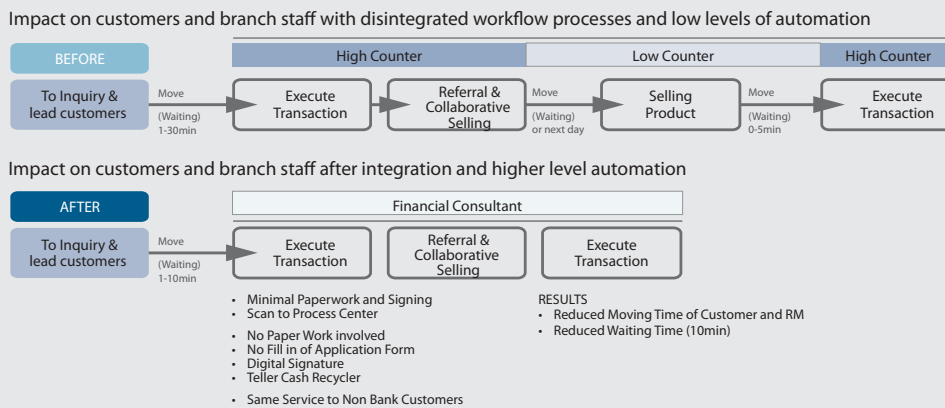 Impact on customers and branch staff with disintegrated workflow processes and low levels of automation
BEFORE
High Counter
Low Counter
High Counter
To Inquiry &
lead customers
Move
(Waiting)
1-30min
Execute
Transaction
Referral &
Collaborative
Selling
Move
(Waiting)
or next day
Selling
Product
Move
(Waiting)
0-5min
Execute
Transaction
Impact on customers and branch staff after integration and higher level automation
AFTER
Financial Consultant
To Inquiry &
lead customers
Move
(Waiting)
1-10min
Execute
Transaction
Referral &
Collaborative
Selling
Execute
Transaction
• Minimal Paperwork and Signing
• Scan to Process Center
• No Paper Work involved
• No Fill in of Application Form
• Digital Signature
• Teller Cash Recycler
• Same Service to Non Bank Customers
RESULTS
• Reduced Moving Time of Customer and RM
• Reduced Waiting Time (10min)